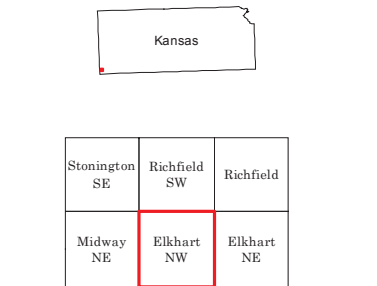 Kansas
Stonington
SE
Richfield
SW
Richfield
Midway
NE
Elkhart
NW
Elkhart
NE